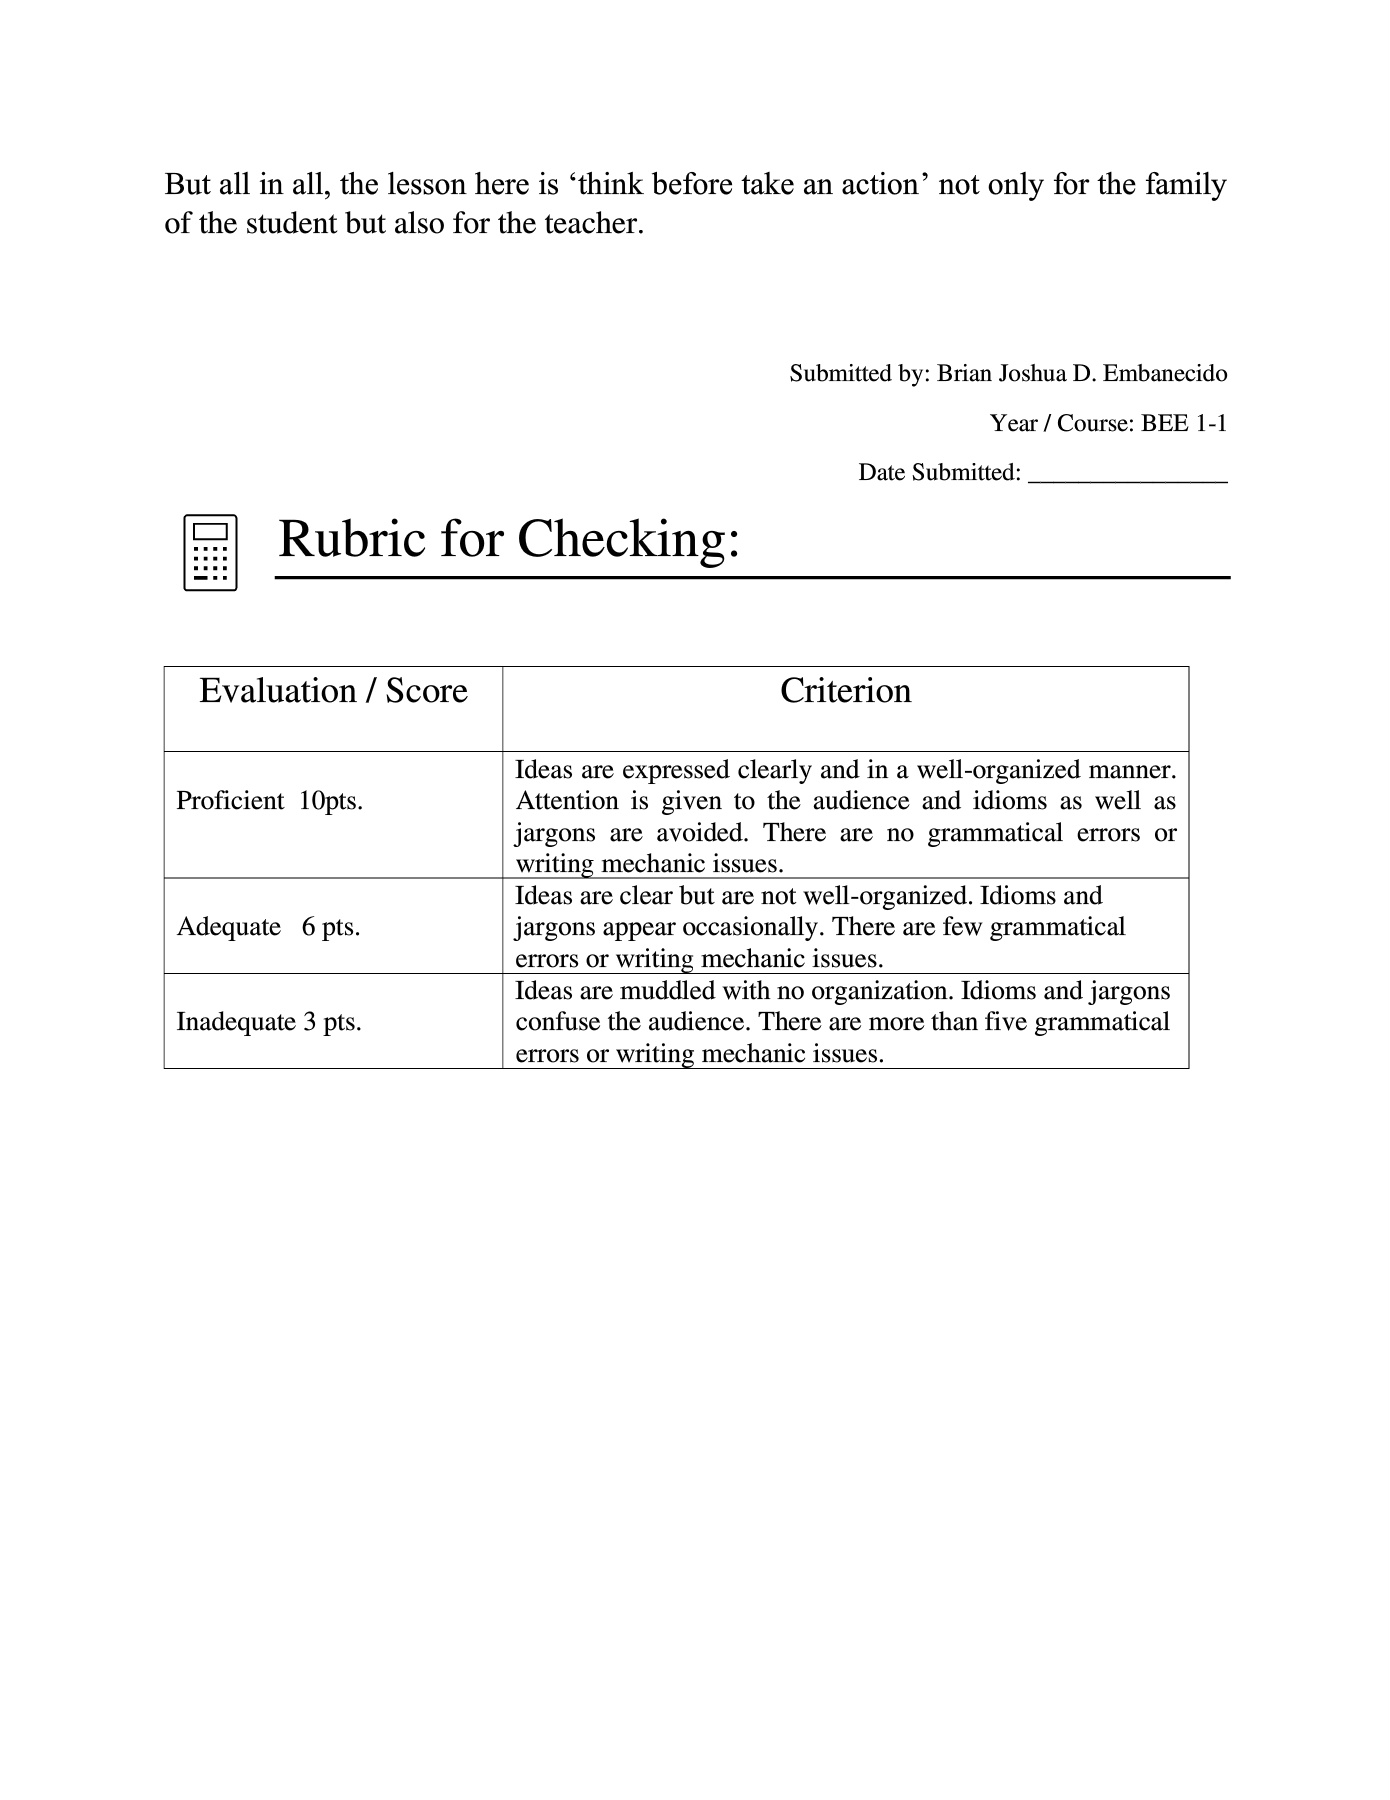 But all in all, the lesson here is ‘think before take an action’ not only for the family
of the student but also for the teacher.
Submitted by: Brian Joshua D. Embanecido
Year / Course: BEE 1-1
Date Submitted: ________________
Rubric for Checking:
Evaluation / Score
Criterion
Proficient  10pts.
Ideas are expressed clearly and in a well-organized manner.
Attention is given to the audience and idioms as well as
jargons are avoided. There are no grammatical errors or
writing mechanic issues.
Adequate   6 pts.
Ideas are clear but are not well-organized. Idioms and
jargons appear occasionally. There are few grammatical
errors or writing mechanic issues.
Inadequate 3 pts.
Ideas are muddled with no organization. Idioms and jargons
confuse the audience. There are more than five grammatical
errors or writing mechanic issues.